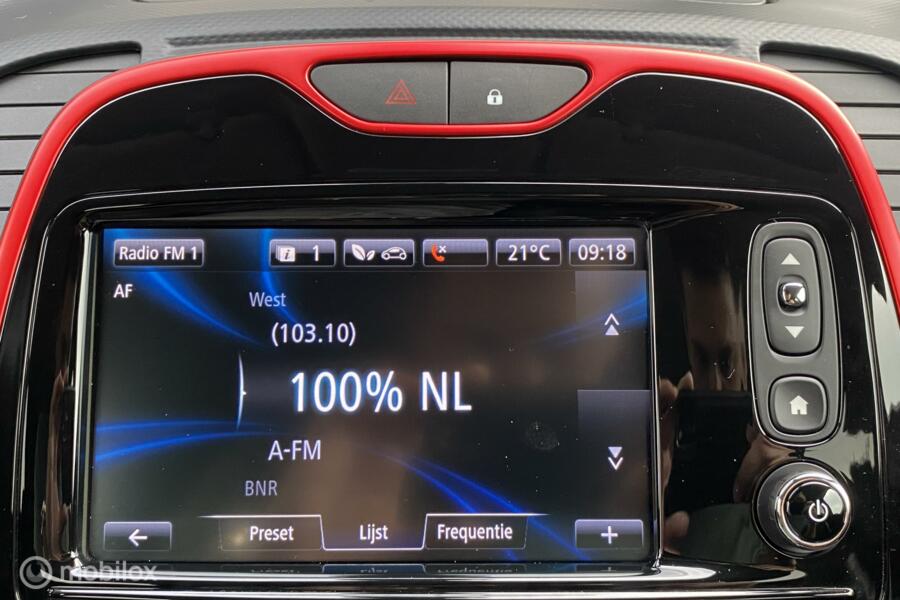 Radio FM 1
1
21°C
09:18
AF
West
(103.10)
100% NL
A-FM
BNR
Preset
Lijst
Frequentie
© mobilox